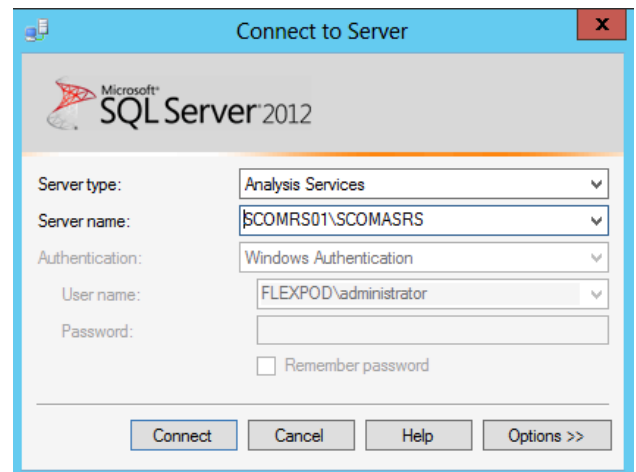 Connect to Server
x
Microsoft®
SQL Server®2012
Server type: Analysis Services
Server name: SCOMRS01\SCOMASRS
Authentication: Windows Authentication
User name: FLEXPOD\administrator
Password:
Remember password
Connect Cancel Help Options >>